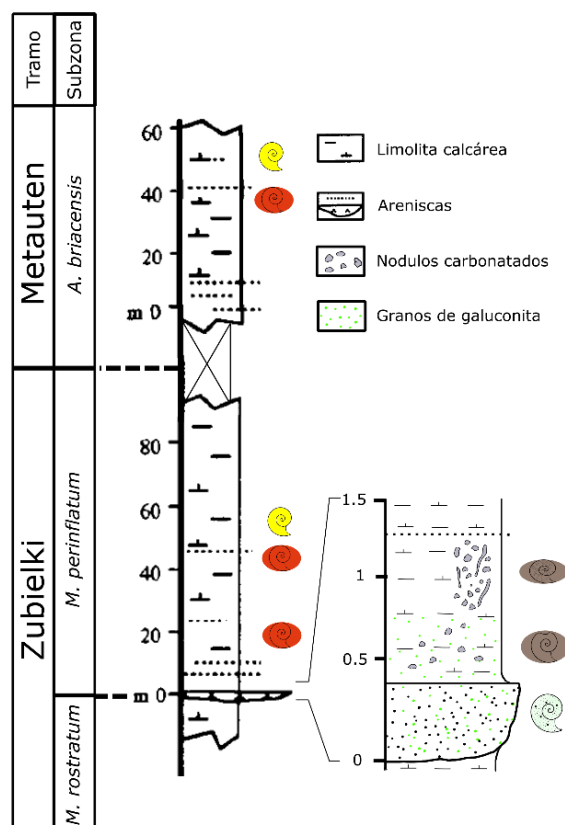 Tramo
Subzona
Metauten
A. briacensis
Zubielki
M. perinflatum
M. rostratum
60
40
20
m 0
80
60
40
20
m 0
Limolita calcárea
Areniscas
Nodulos carbonatados
Granos de galuconita
1.5
1
0.5
0